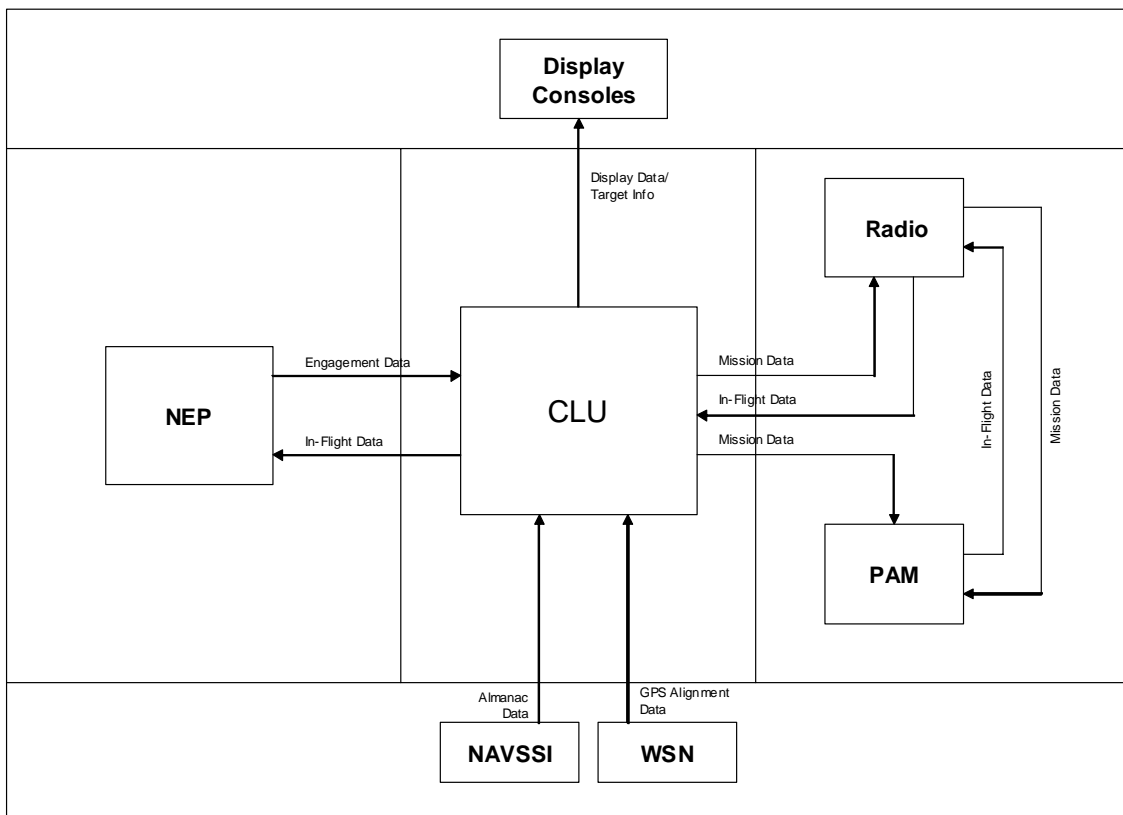 Display
Consoles
Display Data/
Target Info
Radio
Engagement Data
NEP
In-Flight Data
CLU
Mission Data
In-Flight Data
Mission Data
In-Flight Data
Mission Data
PAM
Almanac
Data
GPS Alignment
Data
NAVSSI
WSN